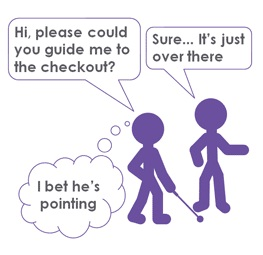 Hi, please could
you guide me to
the checkout?
Sure... It's just
over there
I bet he's
pointing